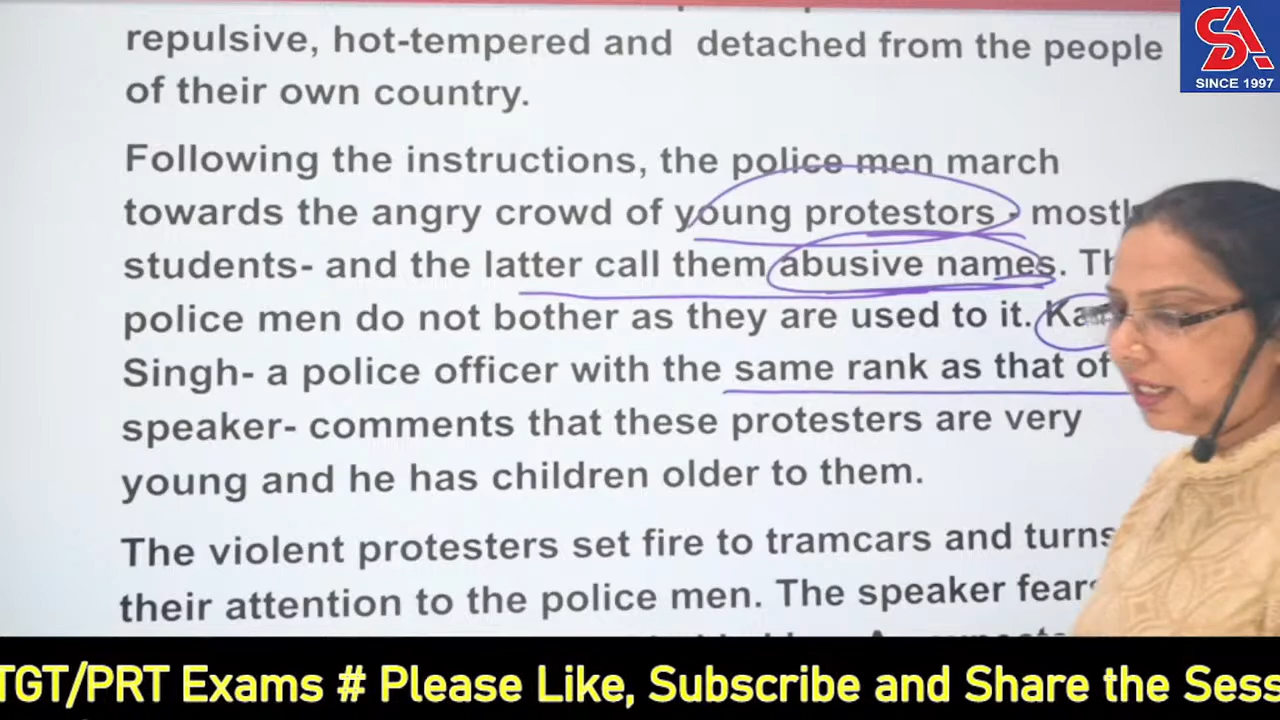 repulsive, hot-tempered and detached from the people
of their own country.
SA
SINCE 1997
Following the instructions, the police men march
towards the angry crowd of young protestors - mostl
students- and the latter call them abusive names. Th
police men do not bother as they are used to it. Ka
Singh- a police officer with the same rank as that of
speaker- comments that these protesters are very
young and he has children older to them.
The violent protesters set fire to tramcars and turns
their attention to the police men. The speaker fears
TGT/PRT Exams # Please Like, Subscribe and Share the Sess